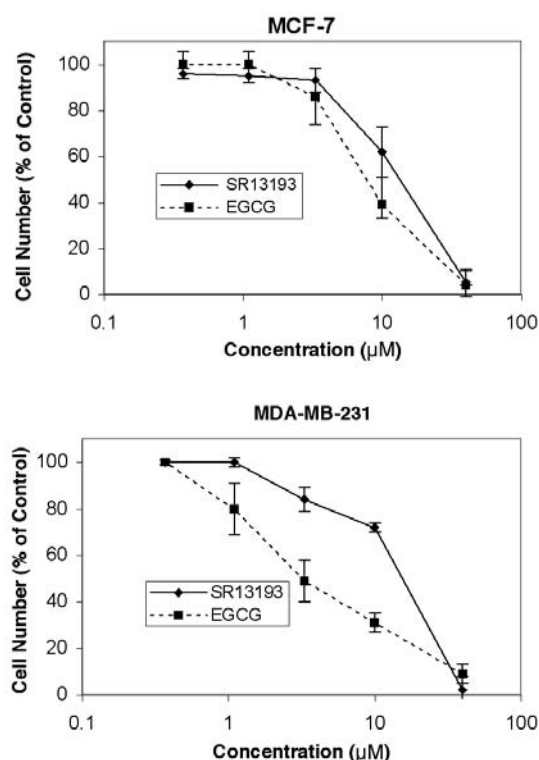 MCF-7
Cell Number (% of Control)
100
80
60
40
20
0
SR13193
EGCG
0.1
1
10
100
Concentration (µM)
MDA-MB-231
Cell Number (% of Control)
100
80
60
40
20
0
SR13193
EGCG
0.1
1
10
100
Concentration (µM)